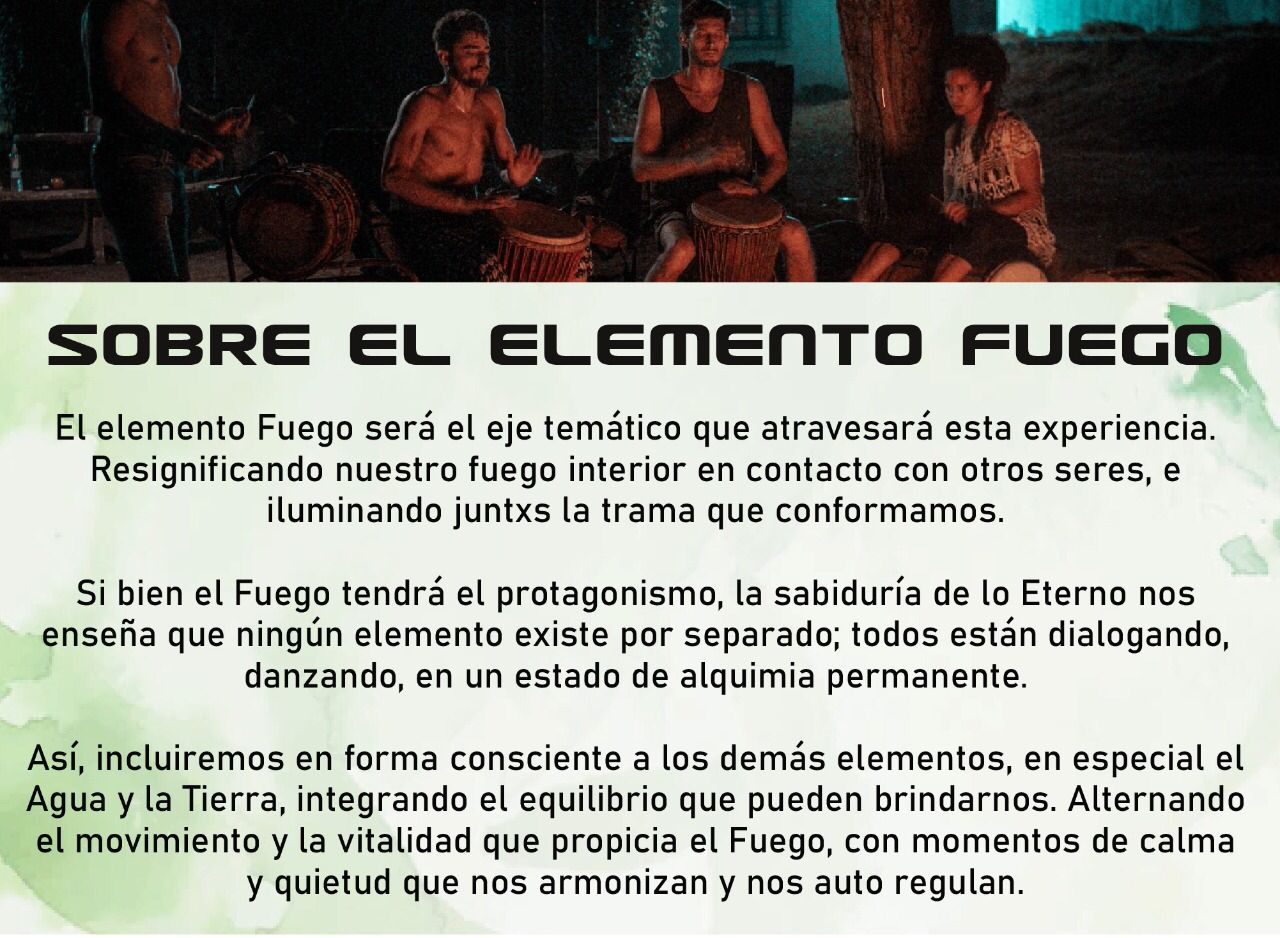 SOBRE EL ELEMENTO FUEGO
El elemento Fuego será el eje temático que atravesará esta experiencia.
Resignificando nuestro fuego interior en contacto con otros seres, e
iluminando juntxs la trama que conformamos.
Si bien el Fuego tendrá el protagonismo, la sabiduría de lo Eterno nos
enseña que ningún elemento existe por separado; todos están dialogando,
danzando, en un estado de alquimia permanente.
Así, incluiremos en forma consciente a los demás elementos, en especial el
Agua y la Tierra, integrando el equilibrio que pueden brindarnos. Alternando
el movimiento y la vitalidad que propicia el Fuego, con momentos de calma
y quietud que nos armonizan y nos auto regulan.